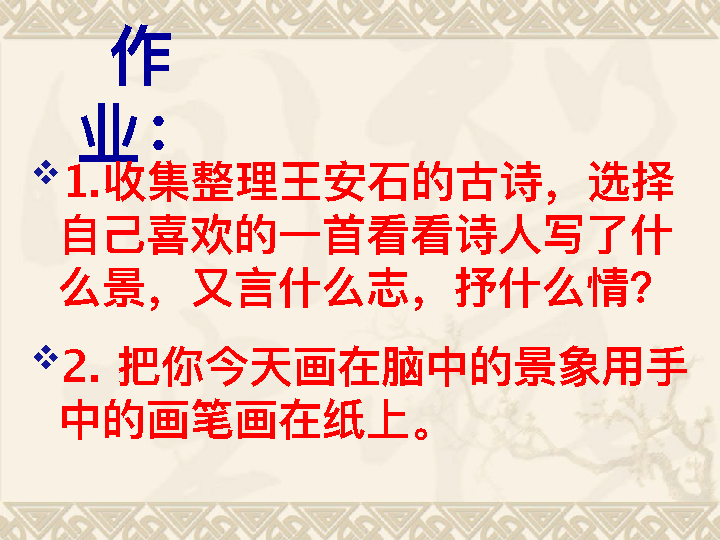 作
业：
1.收集整理王安石的古诗，选择
自己喜欢的一首看看诗人写了什
么景，又言什么志，抒什么情？
2. 把你今天画在脑中的景象用手
中的画笔画在纸上。